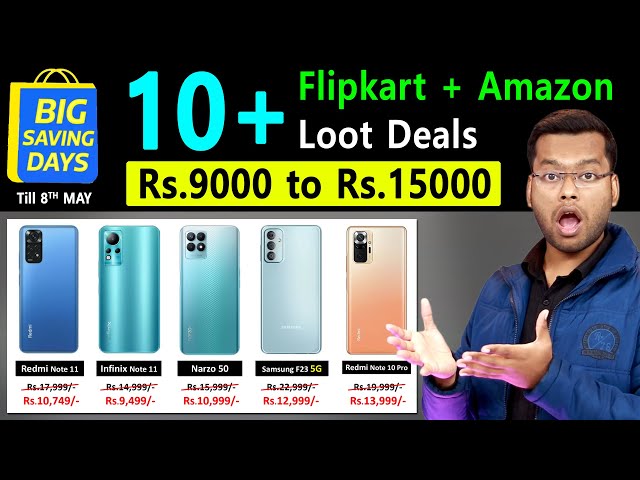 BIG
SAVING
DAYS
Till 8TH MAY
10+
Flipkart + Amazon
Loot Deals
Rs.9000 to Rs.15000
Redmi Note 11
Rs.17,999/-
Rs.10,749/-
Infinix Note 11
Rs.14,999/-
Rs.9,499/-
Narzo 50
Rs.15,999/-
Rs.10,999/-
Samsung F23 5G
Rs.22,999/-
Rs.12,999/-
Redmi Note 10 Pro
Rs.19,999/-
Rs.13,999/-